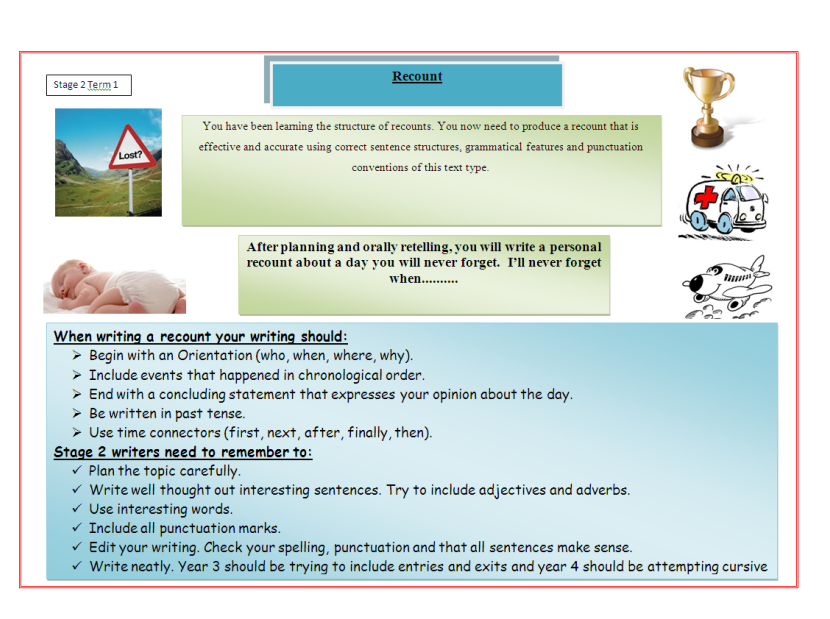 Recount
Stage 2 Term 1
Lost?
You have been learning the structure of recounts. You now need to produce a recount that is
effective and accurate using correct sentence structures, grammatical features and punctuation
conventions of this text type.
After planning and orally retelling, you will write a personal
recount about a day you will never forget. I'll never forget
when..........
When writing a recount your writing should:
➢ Begin with an Orientation (who, when, where, why).
➢ Include events that happened in chronological order.
➢ End with a concluding statement that expresses your opinion about the day.
➢ Be written in past tense.
➢ Use time connectors (first, next, after, finally, then).
Stage 2 writers need to remember to:
✓ Plan the topic carefully.
✓ Write well thought out interesting sentences. Try to include adjectives and adverbs.
✓ Use interesting words.
✓ Include all punctuation marks.
✓ Edit your writing. Check your spelling, punctuation and that all sentences make sense.
✓ Write neatly. Year 3 should be trying to include entries and exits and year 4 should be attempting cursive